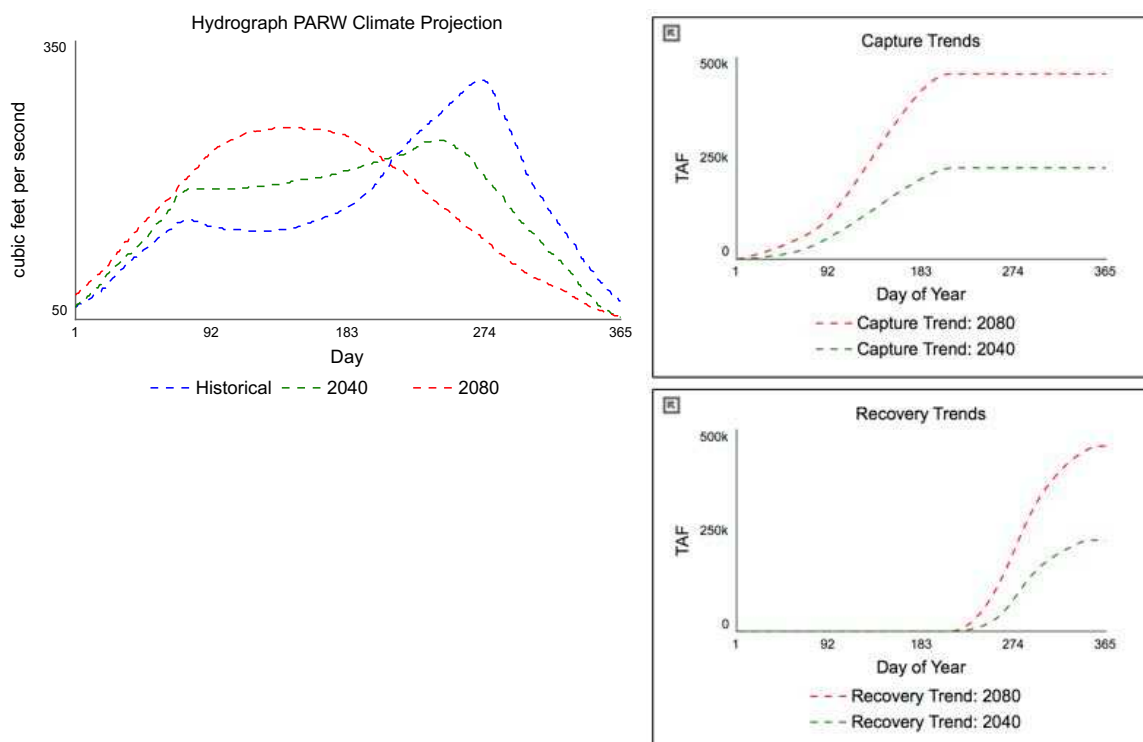 Hydrograph PARW Climate Projection
350
cubic feet per second
50
1 92 183 274 365
Day
Historical 2040 2080
Capture Trends
500k
250k
TAF
0
1 92 183 274 365
Day of Year
Capture Trend: 2080
Capture Trend: 2040
Recovery Trends
500k
250k
TAF
0
1 92 183 274 365
Day of Year
Recovery Trend: 2080
Recovery Trend: 2040